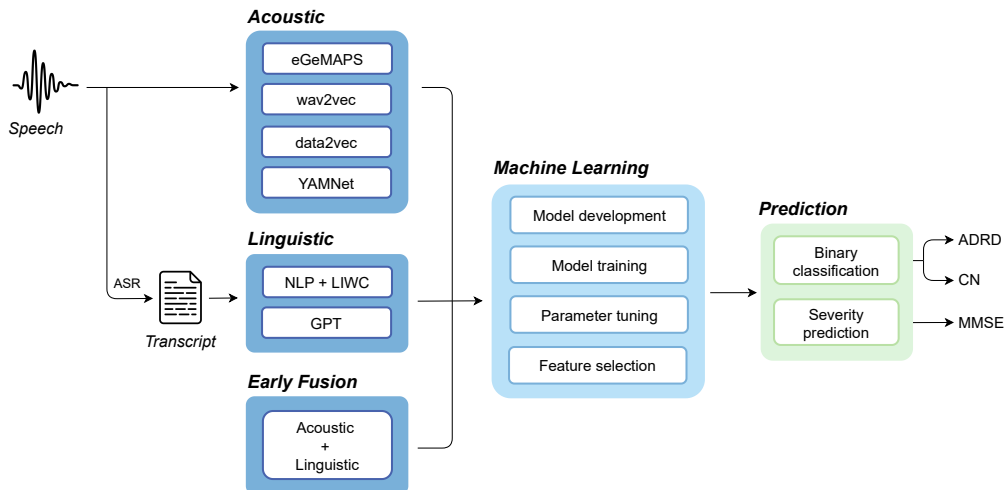 Acoustic
eGeMAPS
wav2vec
data2vec
YAMNet
Speech
ASR
Transcript
Linguistic
NLP + LIWC
GPT
Early Fusion
Acoustic
+
Linguistic
Machine Learning
Model development
Model training
Parameter tuning
Feature selection
Prediction
Binary
classification
Severity
prediction
ADRD
CN
MMSE